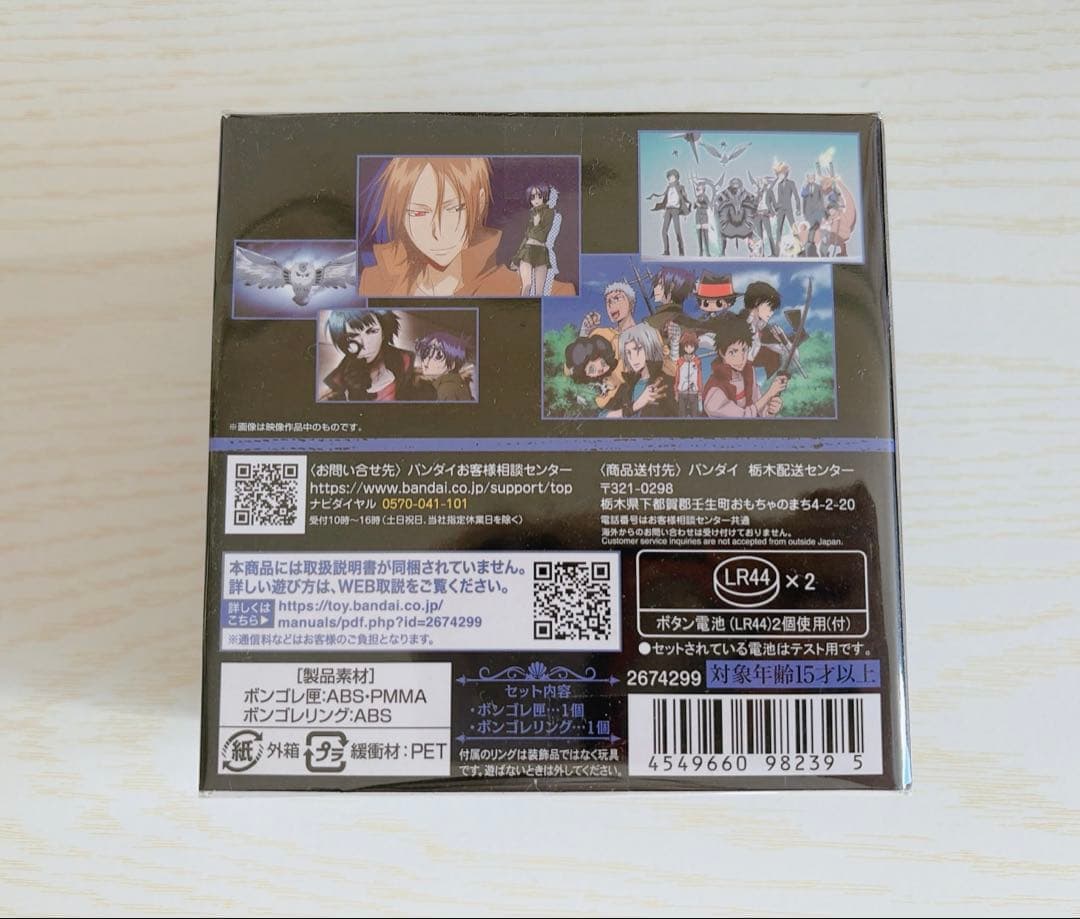 ※画像は映像作品中のものです。
〈お問い合せ先〉バンダイお客様相談センター
https://www.bandai.co.jp/support/top
ナビダイヤル 0570-041-101
受付10時〜16時(土日祝日、当社指定休業日を除く)
〈商品送付先〉バンダイ 栃木配送センター
〒321-0298
栃木県下都賀郡壬生町おもちゃのまち4-2-20
電話番号はお客様相談センター共通
海外からのお問い合わせは受け付けておりません。
Customer service inquiries are not accepted from outside Japan.
本商品には取扱説明書が同梱されていません。
詳しい遊び方は、WEB取説をご覧ください。
詳しくは
こちら▶
https://toy.bandai.co.jp/
manuals/pdf.php?id=2674299
※通信料などはお客様のご負担となります。
LR44 ×2
ボタン電池(LR44)2個使用(付)
●セットされている電池はテスト用です。
2674299 対象年齢15才以上
[製品素材]
ボンゴレ匣:ABS・PMMA
ボンゴレリング:ABS
紙 外箱 プラ 緩衝材:PET
セット内容
・ボンゴレ匣…1個
・ボンゴレリング…1個
付属のリングは装飾品ではなく玩具
です。遊ばないときは外してください。
4549660 98239 5